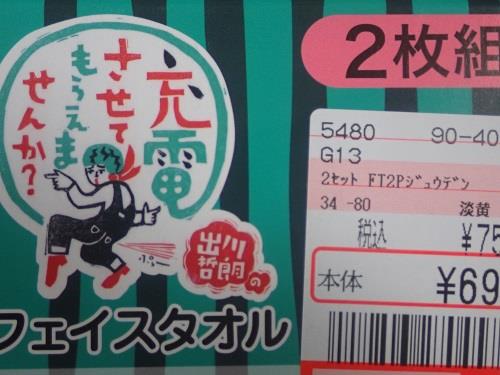 充電
させて
もらえま
せんか?
出川
哲朗の
フェイスタオル
2枚組
5480 90-40
G13
2セット FT2Pジュウデン
34 -80 淡黄
税込 ¥75
本体 ¥69